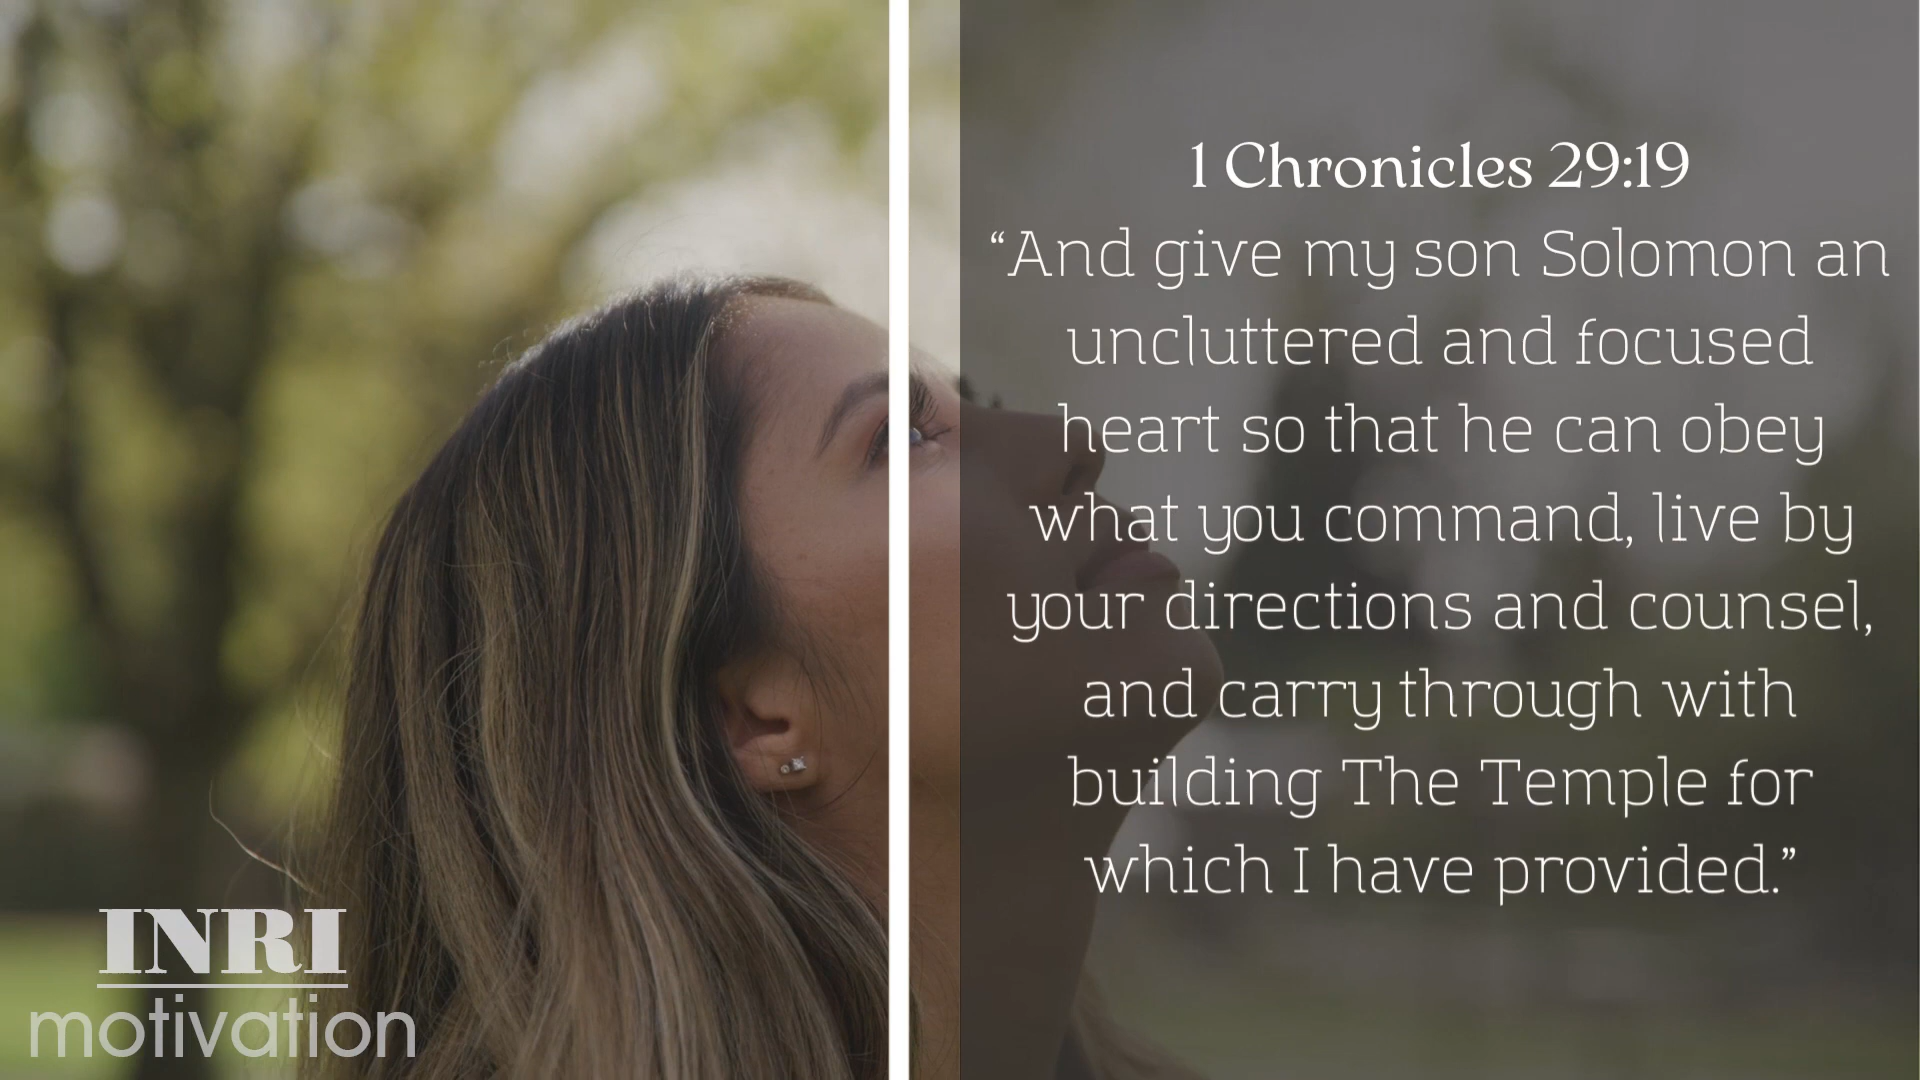 1 Chronicles 29:19
“And give my son Solomon an
uncluttered and focused
heart so that he can obey
what you command, live by
your directions and counsel,
and carry through with
building The Temple for
which I have provided.”
INRI
motivation